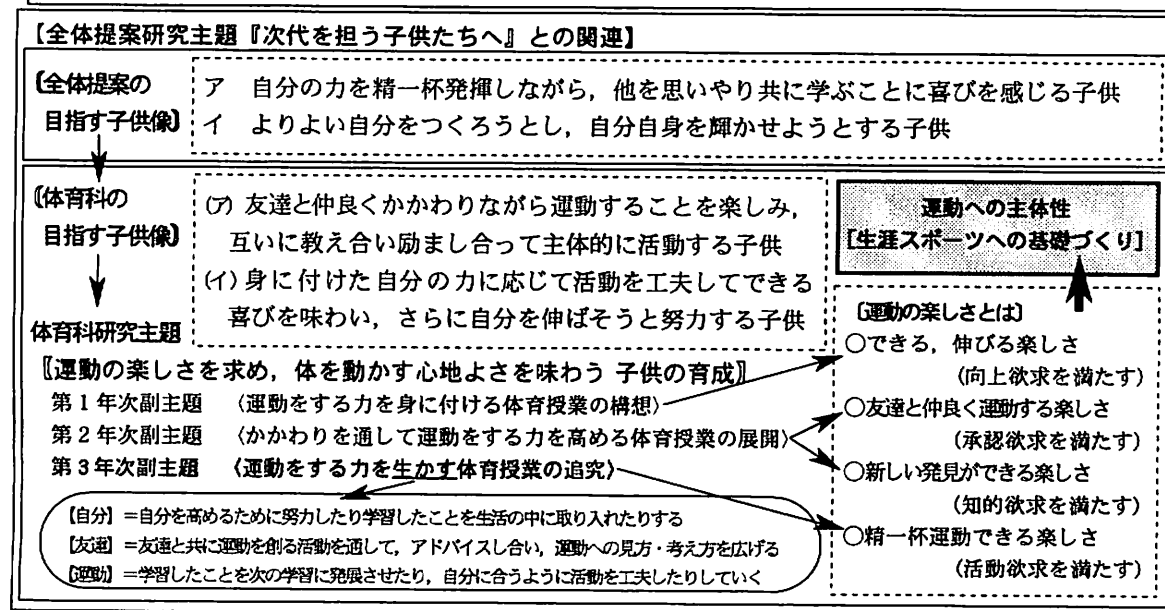 【全体提案研究主題『次代を担う子供たちへ』との関連】
〔全体提案の
目指す子供像〕
ア 自分の力を精一杯発揮しながら，他を思いやり共に学ぶことに喜びを感じる子供
イ よりよい自分をつくろうとし，自分自身を輝かせようとする子供
〔体育科の
目指す子供像〕
(ア) 友達と仲良くかかわりながら運動することを楽しみ，
互いに教え合い励まし合って主体的に活動する子供
(イ) 身に付けた自分の力に応じて活動を工夫してできる
喜びを味わい，さらに自分を伸ばそうと努力する子供
運動への主体性
[生涯スポーツへの基礎づくり]
体育科研究主題
〖運動の楽しさを求め，体を動かす心地よさを味わう 子供の育成〗
第１年次副主題 〈運動をする力を身に付ける体育授業の構想〉
第２年次副主題 〈かかわりを通して運動をする力を高める体育授業の展開〉
第３年次副主題 〈運動をする力を生かす体育授業の追究〉
〔運動の楽しさとは〕
○できる，伸びる楽しさ
(向上欲求を満たす)
○友達と仲良く運動する楽しさ
(承認欲求を満たす)
○新しい発見ができる楽しさ
(知的欲求を満たす)
○精一杯運動できる楽しさ
(活動欲求を満たす)
【自分】＝自分を高めるために努力したり学習したことを生活の中に取り入れたりする
【友達】＝友達と共に運動を創る活動を通して，アドバイスし合い，運動への見方・考え方を広げる
【運動】＝学習したことを次の学習に発展させたり，自分に合うように活動を工夫したりしていく